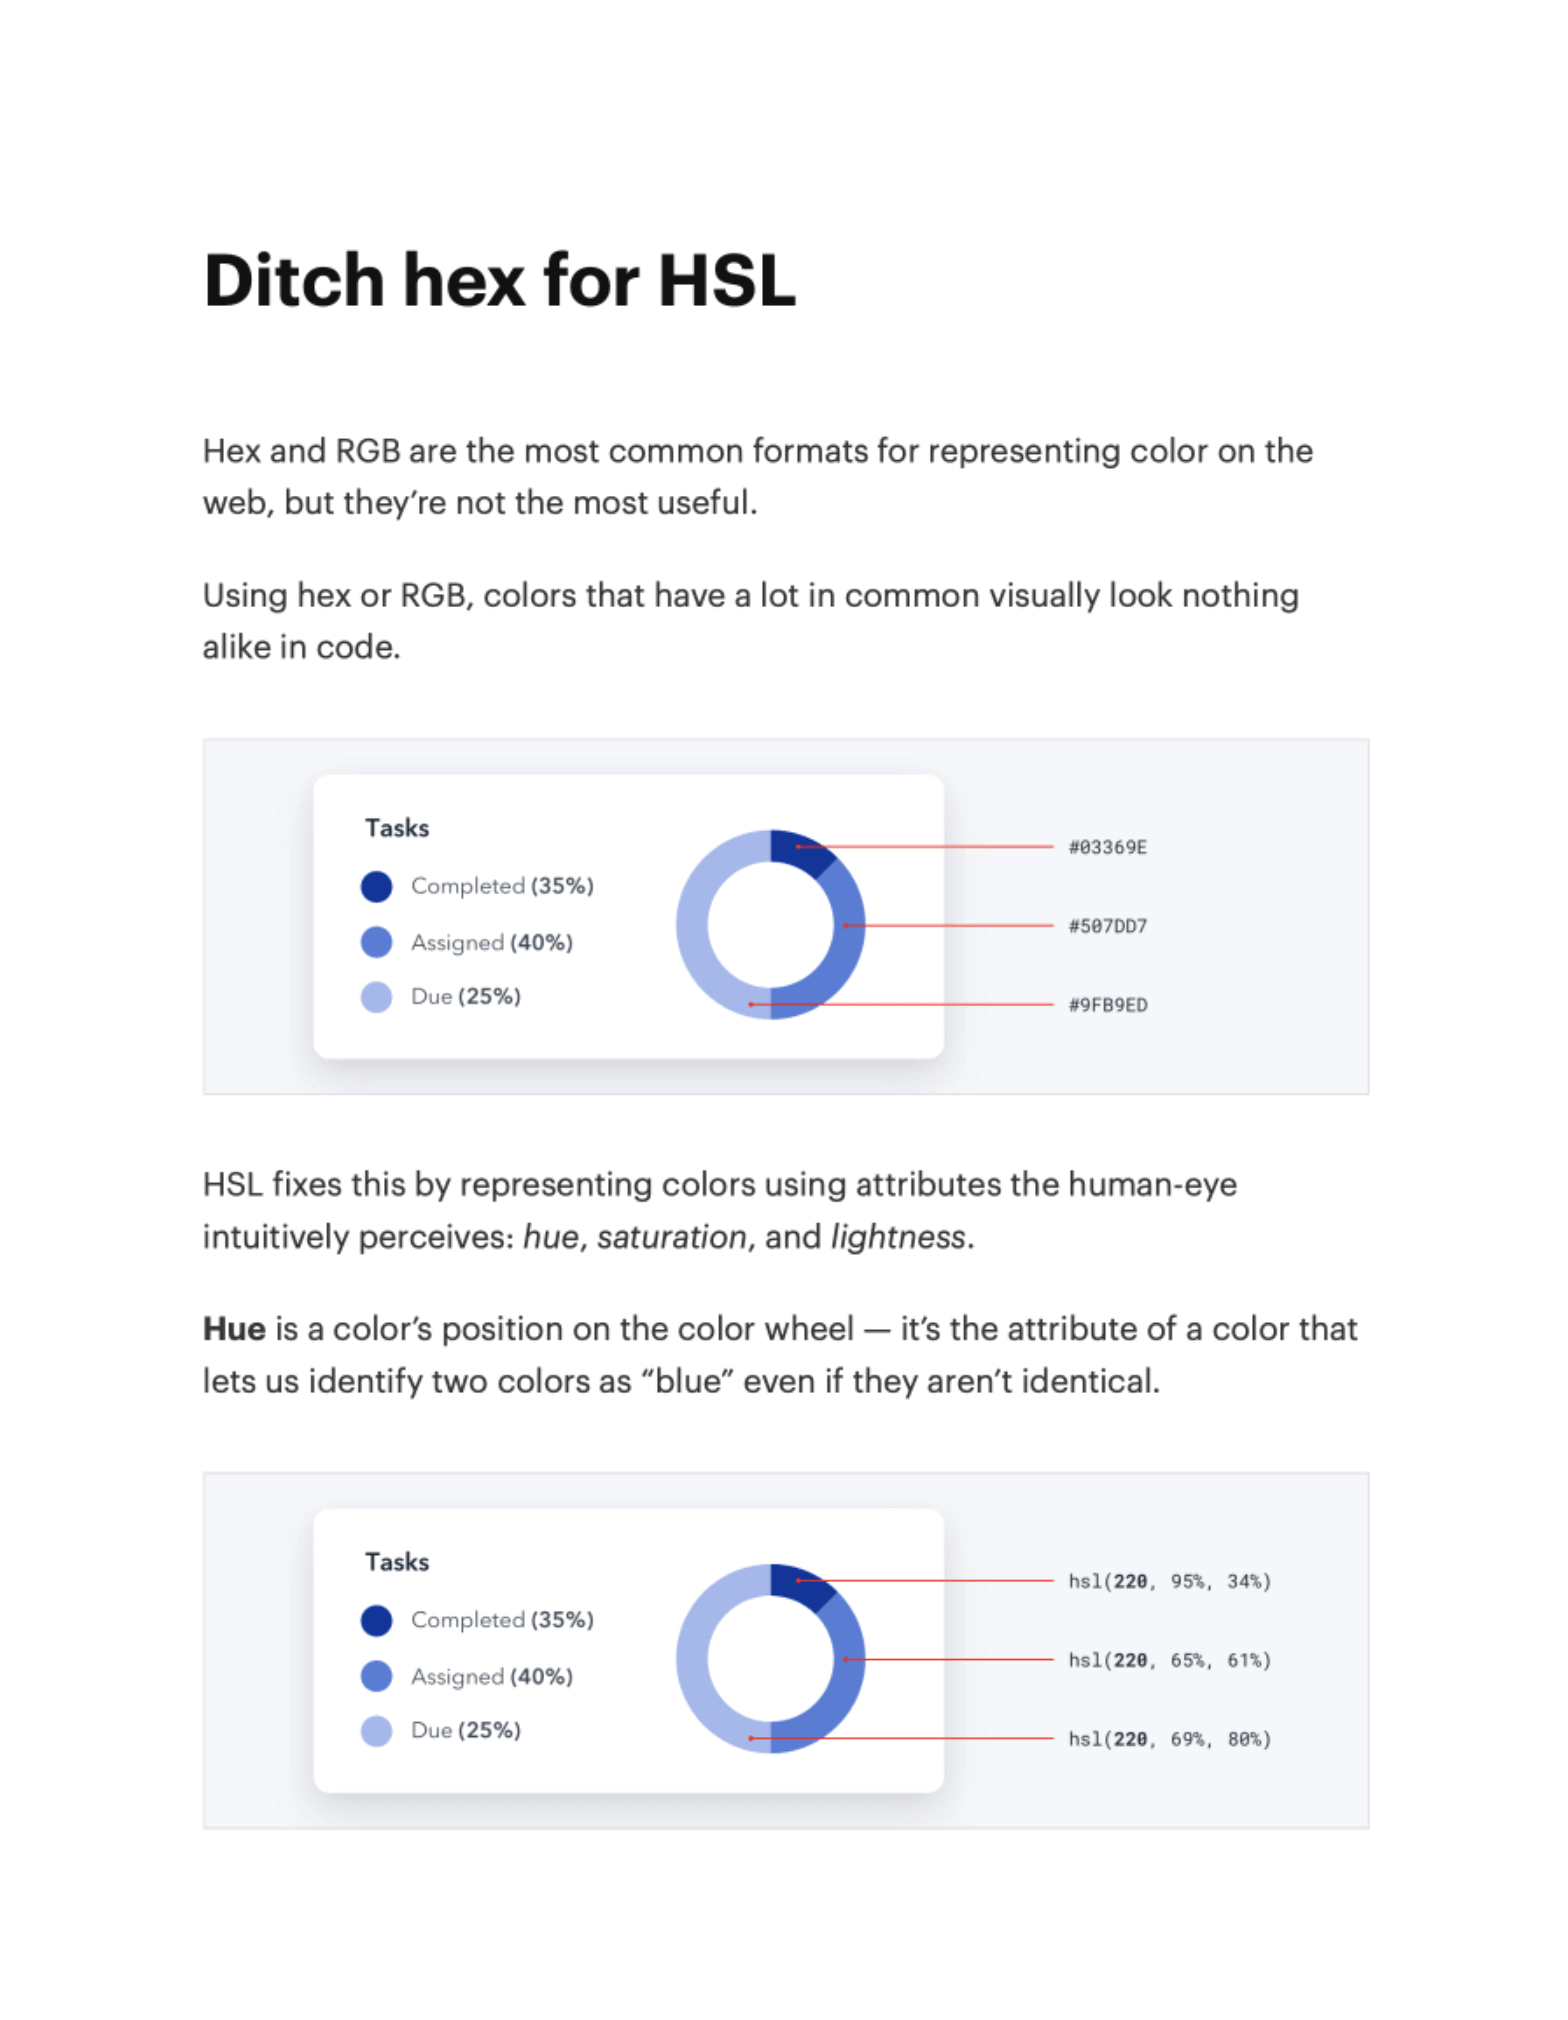 Ditch hex for HSL
Hex and RGB are the most common formats for representing color on the
web, but they’re not the most useful.
Using hex or RGB, colors that have a lot in common visually look nothing
alike in code.
Tasks
Completed (35%)
Assigned (40%)
Due (25%)
#03369E
#507DD7
#9FB9ED
HSL fixes this by representing colors using attributes the human-eye
intuitively perceives: hue, saturation, and lightness.
Hue is a color’s position on the color wheel — it’s the attribute of a color that
lets us identify two colors as “blue” even if they aren’t identical.
Tasks
Completed (35%)
Assigned (40%)
Due (25%)
hsl(220, 95%, 34%)
hsl(220, 65%, 61%)
hsl(220, 69%, 80%)